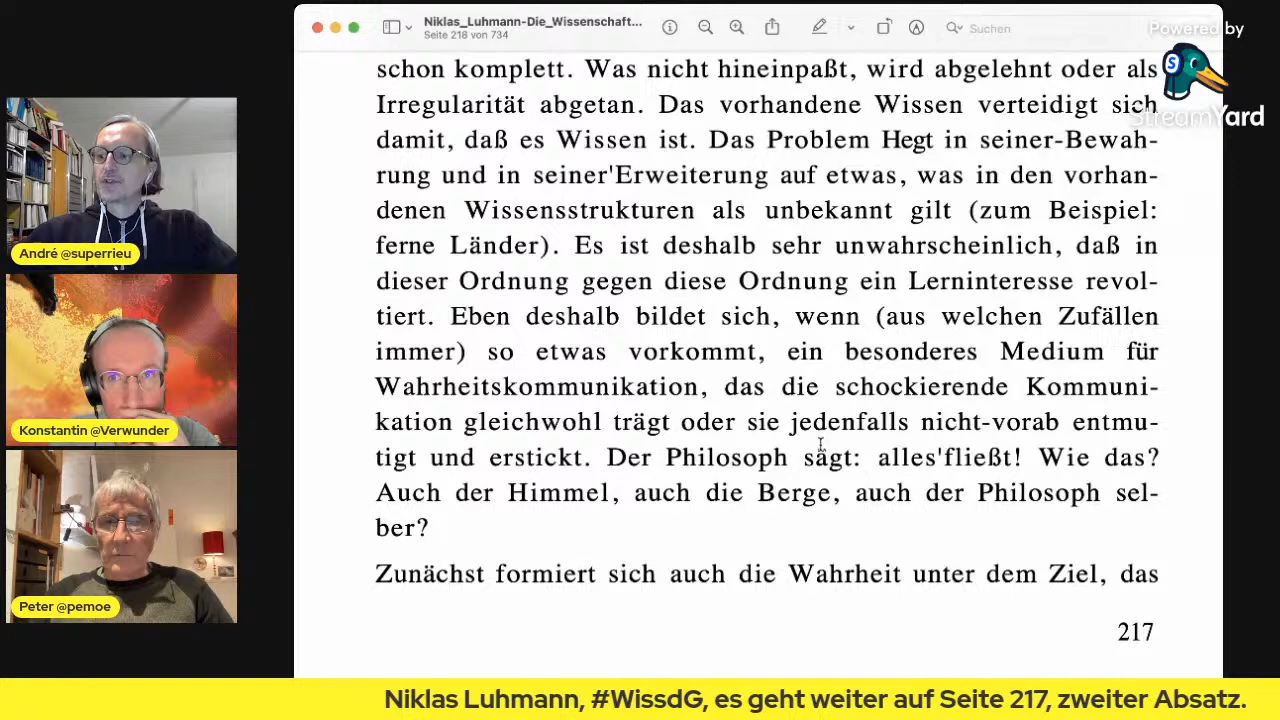 Niklas_Luhmann-Die_Wissenschaft...
Seite 218 von 734
Suchen
Powered by
StreamYard
schon komplett. Was nicht hineinpaßt, wird abgelehnt oder als
Irregularität abgetan. Das vorhandene Wissen verteidigt sich
damit, daß es Wissen ist. Das Problem Hegt in seiner-Bewah-
rung und in seiner'Erweiterung auf etwas, was in den vorhan-
denen Wissensstrukturen als unbekannt gilt (zum Beispiel:
ferne Länder). Es ist deshalb sehr unwahrscheinlich, daß in
dieser Ordnung gegen diese Ordnung ein Lerninteresse revol-
tiert. Eben deshalb bildet sich, wenn (aus welchen Zufällen
immer) so etwas vorkommt, ein besonderes Medium für
Wahrheitskommunikation, das die schockierende Kommuni-
kation gleichwohl trägt oder sie jedenfalls nicht-vorab entmu-
tigt und erstickt. Der Philosoph sagt: alles'fließt! Wie das?
Auch der Himmel, auch die Berge, auch der Philosoph sel-
ber?
Zunächst formiert sich auch die Wahrheit unter dem Ziel, das
217
André @superrieu
Konstantin @Verwunder
Peter @pemoe
Niklas Luhmann, #WissdG, es geht weiter auf Seite 217, zweiter Absatz.